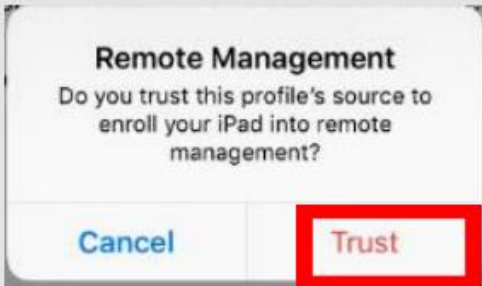 Remote Management
Do you trust this profile's source to
enroll your iPad into remote
management?
Cancel
Trust